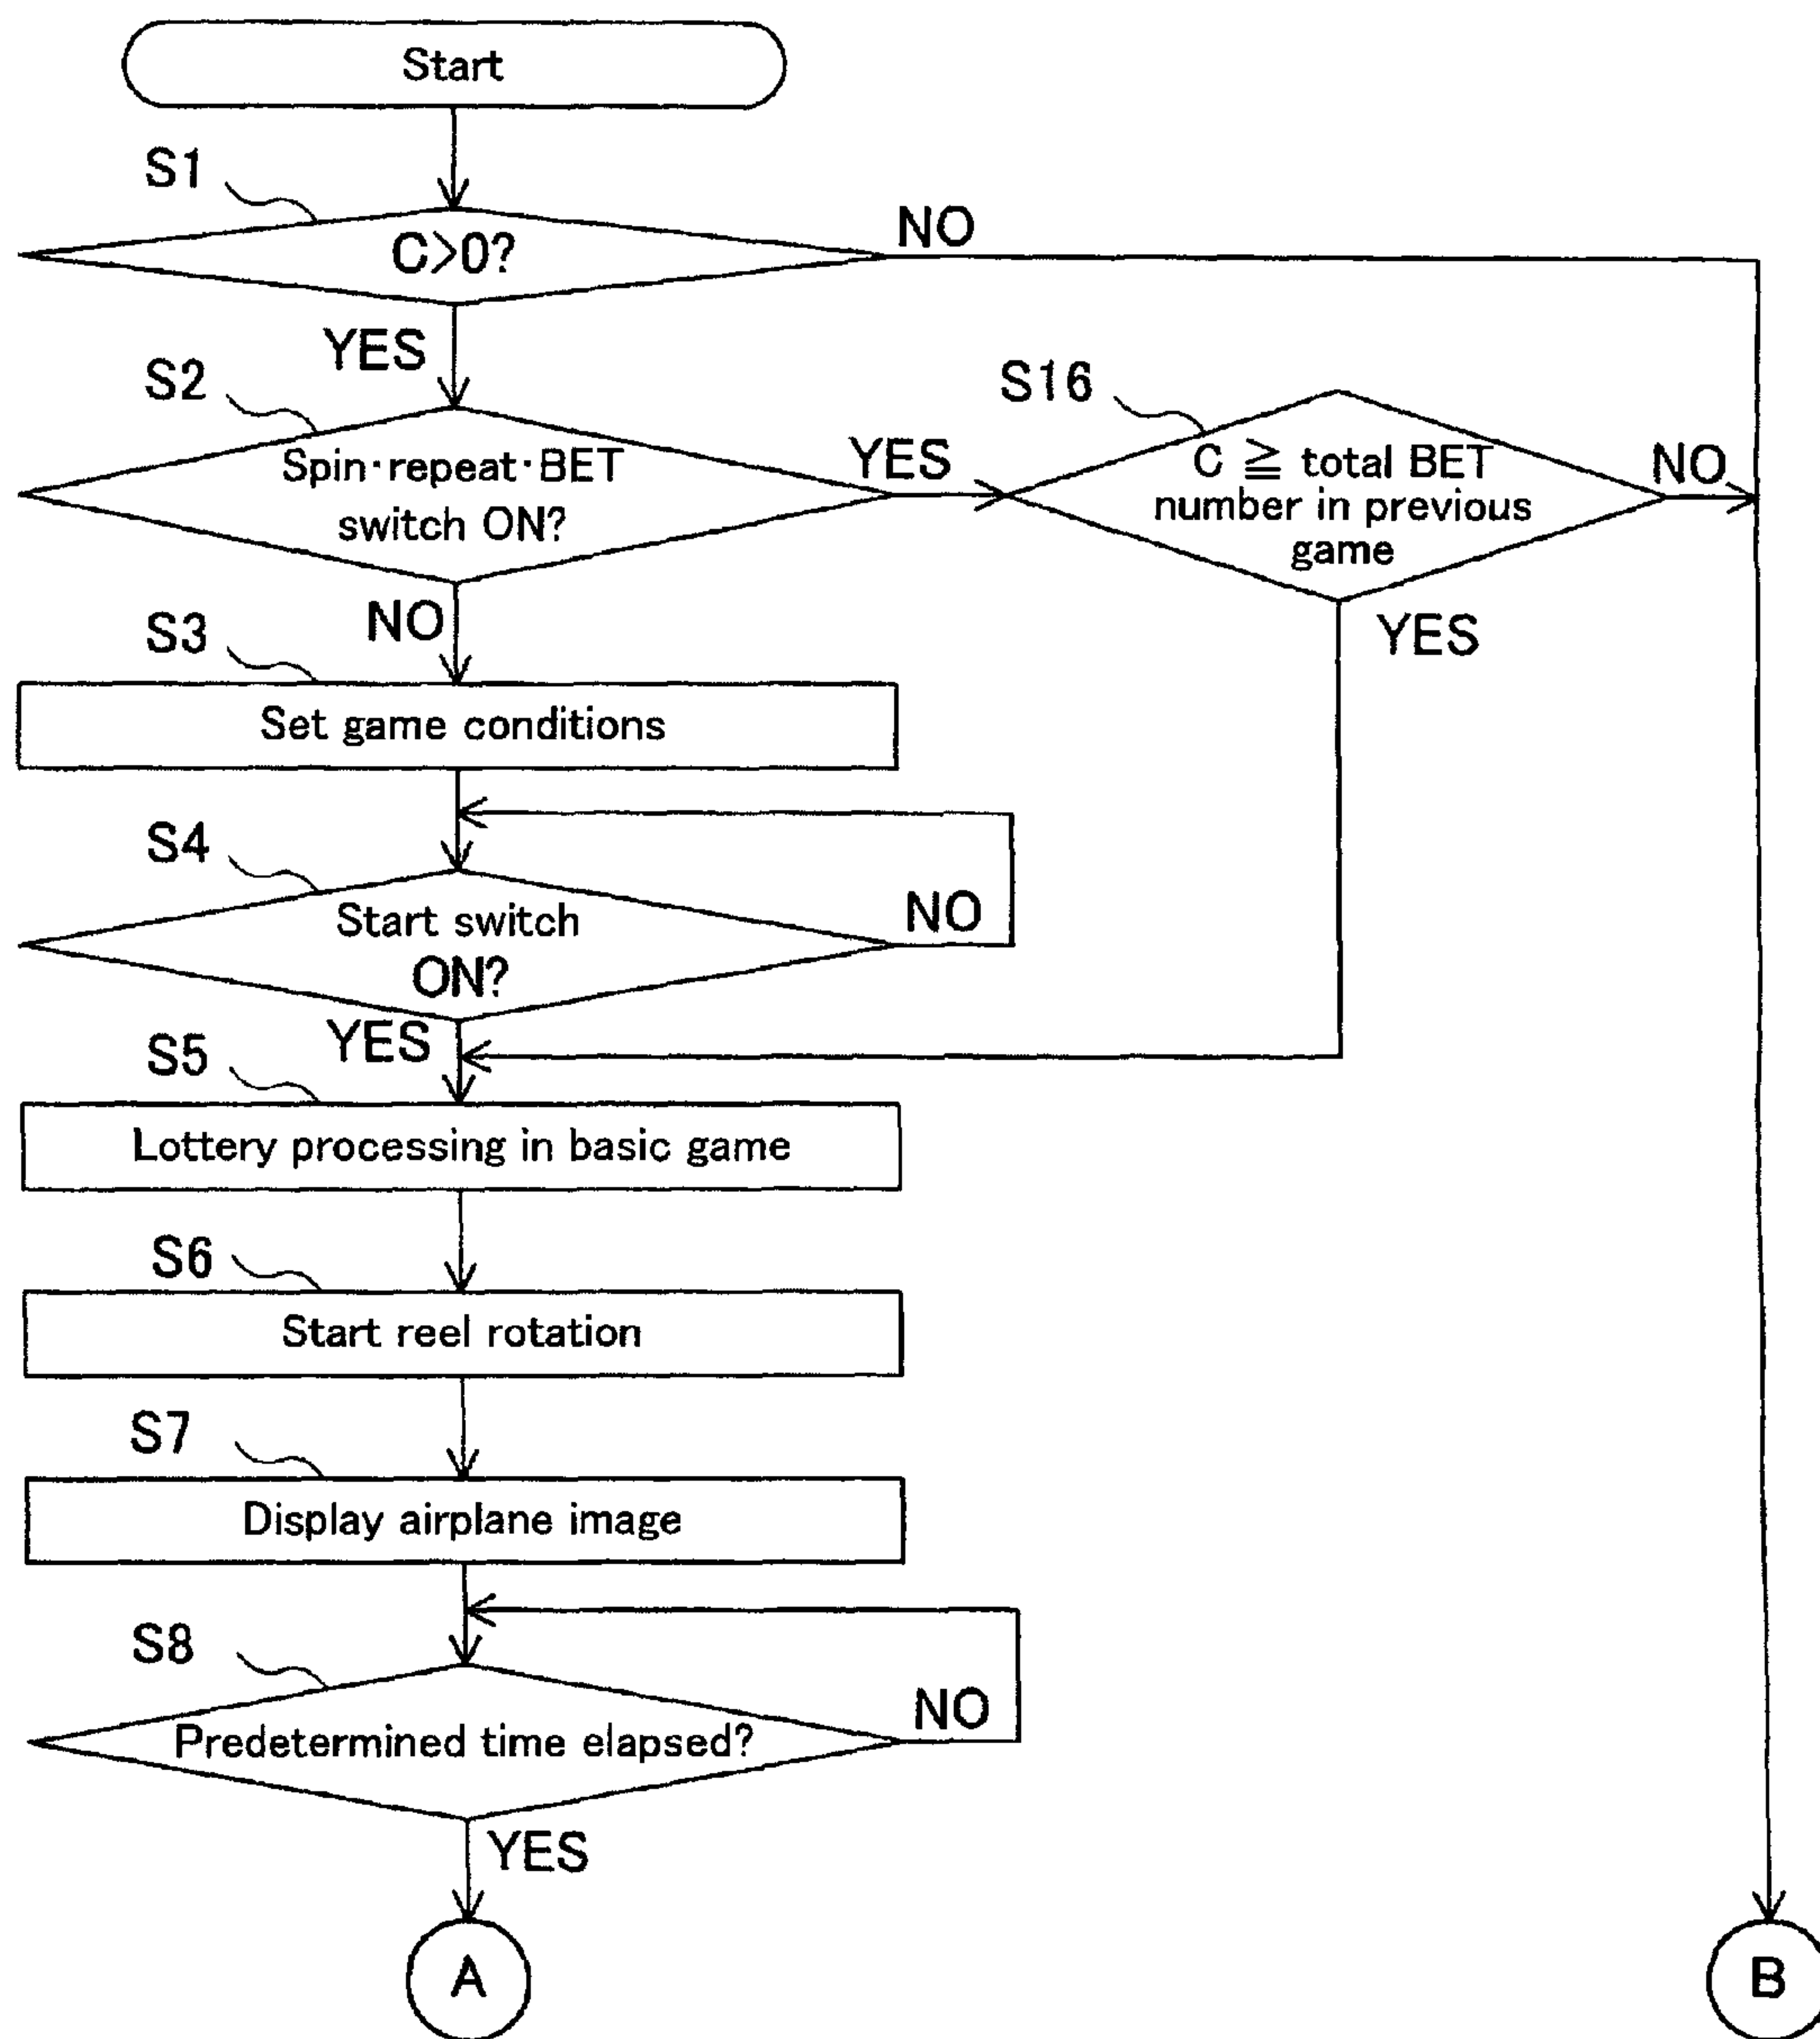 Start
S1
C>0?
NO
YES
S2
Spin·repeat·BET
switch ON?
YES
S16
C ≧ total BET
number in previous
game
NO
YES
NO
S3
Set game conditions
S4
Start switch
ON?
NO
YES
S5
Lottery processing in basic game
S6
Start reel rotation
S7
Display airplane image
S8
Predetermined time elapsed?
NO
YES
A
B